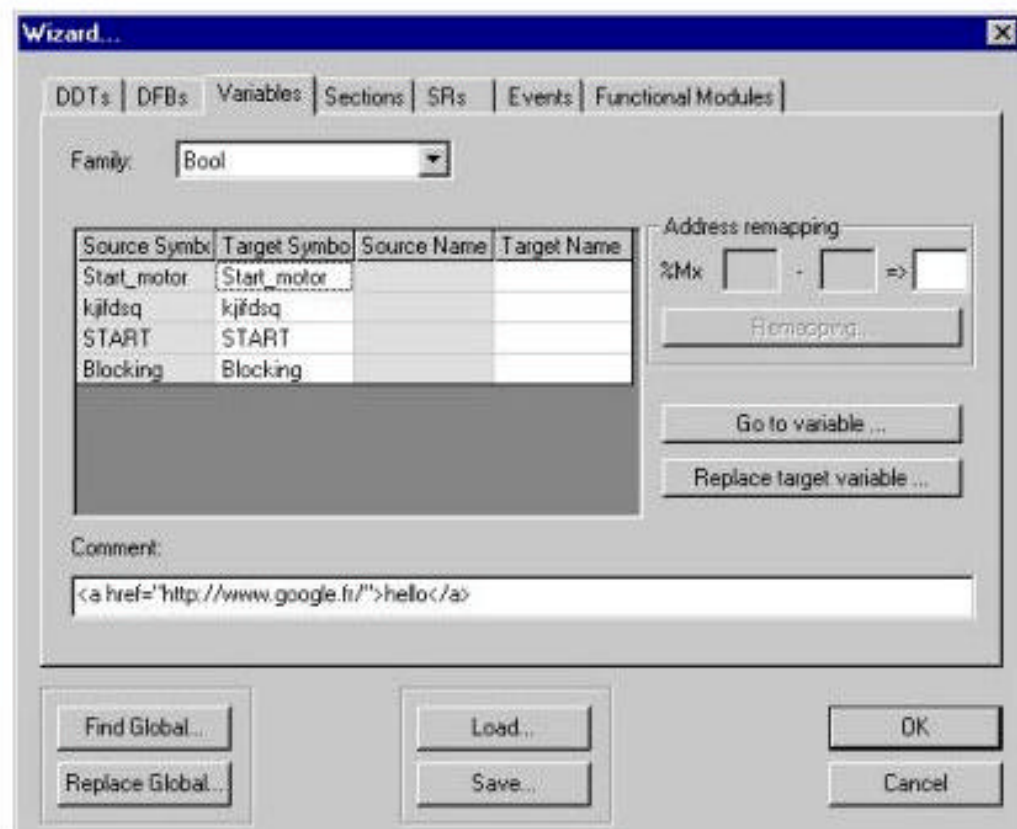 Wizard...
DDTs DFBs Variables Sections SRs Events Functional Modules
Family: Bool
Address remapping
Source Symbo Target Symbo Source Name Target Name
%Mx - =>
Start_motor Start_motor
kjifdsq kjifdsq
START START
Remapping...
Blocking Blocking
Go to variable ...
Replace target variable ...
Comment:
<a href="http://www.google.fr/">hello</a>
Find Global... Load... OK
Replace Global... Save... Cancel